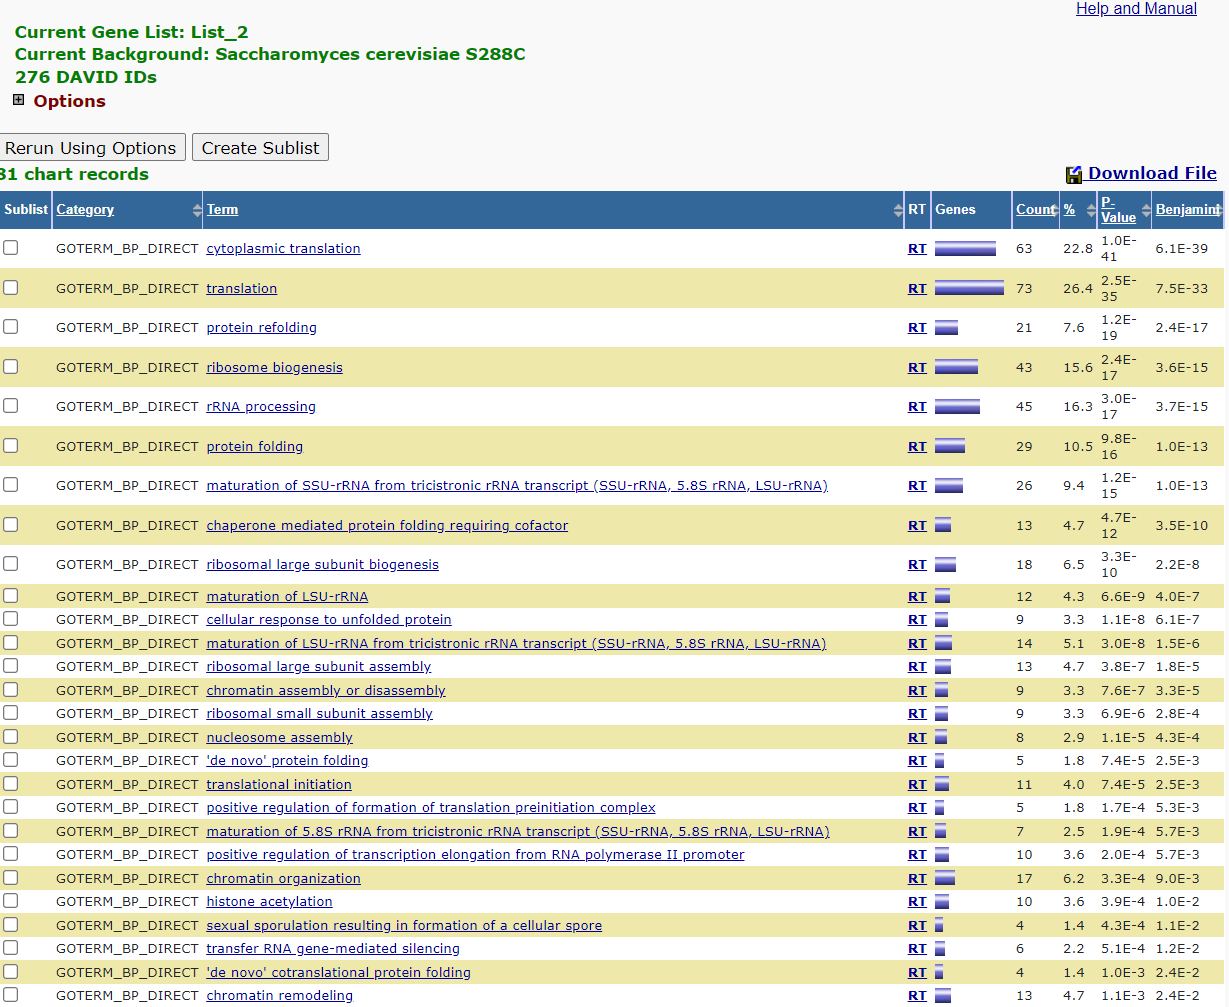 Help and Manual
Current Gene List: List_2
Current Background: Saccharomyces cerevisiae S288C
276 DAVID IDs
Options
Rerun Using Options Create Sublist
81 chart records Download File
Sublist Category Term RT Genes Count % P-Value Benjamini
GOTERM_BP_DIRECT cytoplasmic translation RT 63 22.8 1.0E-41 6.1E-39
GOTERM_BP_DIRECT translation RT 73 26.4 2.5E-35 7.5E-33
GOTERM_BP_DIRECT protein refolding RT 21 7.6 1.2E-19 2.4E-17
GOTERM_BP_DIRECT ribosome biogenesis RT 43 15.6 2.4E-17 3.6E-15
GOTERM_BP_DIRECT rRNA processing RT 45 16.3 3.0E-17 3.7E-15
GOTERM_BP_DIRECT protein folding RT 29 10.5 9.8E-16 1.0E-13
GOTERM_BP_DIRECT maturation of SSU-rRNA from tricistronic rRNA transcript (SSU-rRNA, 5.8S rRNA, LSU-rRNA) RT 26 9.4 1.2E-15 1.0E-13
GOTERM_BP_DIRECT chaperone mediated protein folding requiring cofactor RT 13 4.7 4.7E-12 3.5E-10
GOTERM_BP_DIRECT ribosomal large subunit biogenesis RT 18 6.5 3.3E-10 2.2E-8
GOTERM_BP_DIRECT maturation of LSU-rRNA RT 12 4.3 6.6E-9 4.0E-7
GOTERM_BP_DIRECT cellular response to unfolded protein RT 9 3.3 1.1E-8 6.1E-7
GOTERM_BP_DIRECT maturation of LSU-rRNA from tricistronic rRNA transcript (SSU-rRNA, 5.8S rRNA, LSU-rRNA) RT 14 5.1 3.0E-8 1.5E-6
GOTERM_BP_DIRECT ribosomal large subunit assembly RT 13 4.7 3.8E-7 1.8E-5
GOTERM_BP_DIRECT chromatin assembly or disassembly RT 9 3.3 7.6E-7 3.3E-5
GOTERM_BP_DIRECT ribosomal small subunit assembly RT 9 3.3 6.9E-6 2.8E-4
GOTERM_BP_DIRECT nucleosome assembly RT 8 2.9 1.1E-5 4.3E-4
GOTERM_BP_DIRECT 'de novo' protein folding RT 5 1.8 7.4E-5 2.5E-3
GOTERM_BP_DIRECT translational initiation RT 11 4.0 7.4E-5 2.5E-3
GOTERM_BP_DIRECT positive regulation of formation of translation preinitiation complex RT 5 1.8 1.7E-4 5.3E-3
GOTERM_BP_DIRECT maturation of 5.8S rRNA from tricistronic rRNA transcript (SSU-rRNA, 5.8S rRNA, LSU-rRNA) RT 7 2.5 1.9E-4 5.7E-3
GOTERM_BP_DIRECT positive regulation of transcription elongation from RNA polymerase II promoter RT 10 3.6 2.0E-4 5.7E-3
GOTERM_BP_DIRECT chromatin organization RT 17 6.2 3.3E-4 9.0E-3
GOTERM_BP_DIRECT histone acetylation RT 10 3.6 3.9E-4 1.0E-2
GOTERM_BP_DIRECT sexual sporulation resulting in formation of a cellular spore RT 4 1.4 4.3E-4 1.1E-2
GOTERM_BP_DIRECT transfer RNA gene-mediated silencing RT 6 2.2 5.1E-4 1.2E-2
GOTERM_BP_DIRECT 'de novo' cotranslational protein folding RT 4 1.4 1.0E-3 2.4E-2
GOTERM_BP_DIRECT chromatin remodeling RT 13 4.7 1.1E-3 2.4E-2